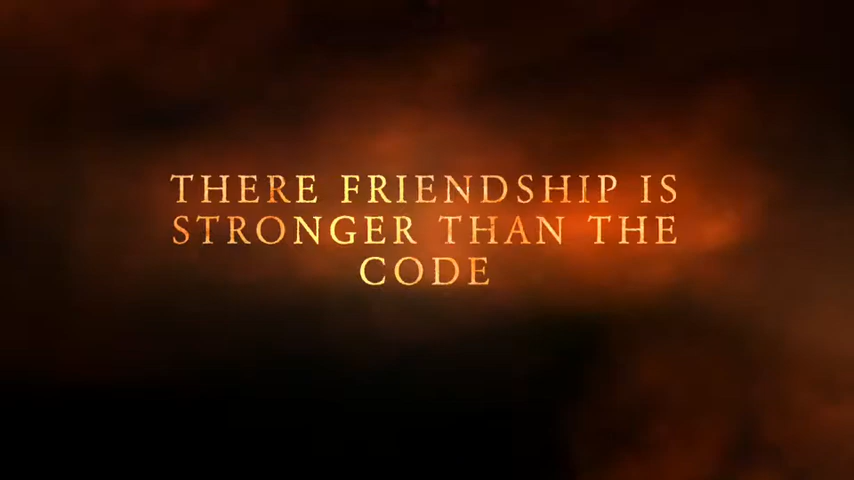 THERE FRIENDSHIP IS
STRONGER THAN THE
CODE